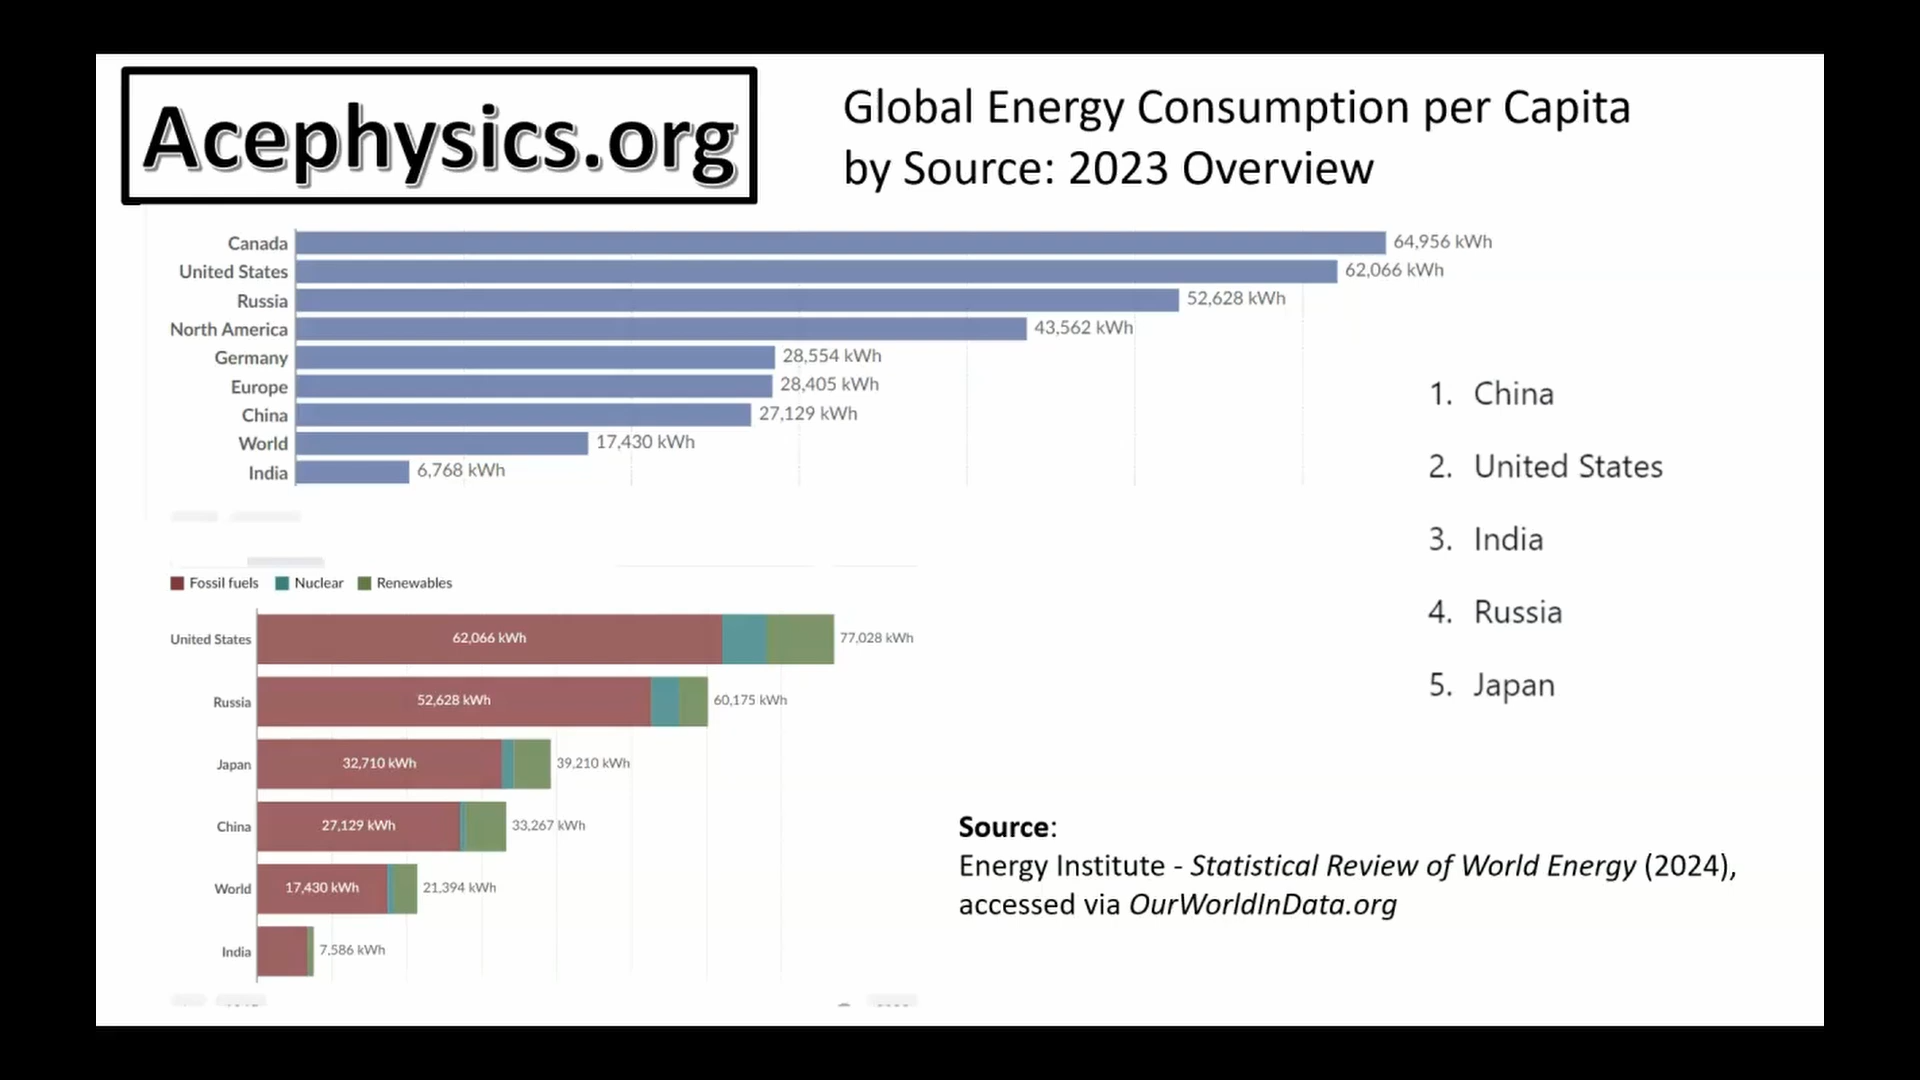 Acephysics.org
Global Energy Consumption per Capita
by Source: 2023 Overview
Canada 64,956 kWh
United States 62,066 kWh
Russia 52,628 kWh
North America 43,562 kWh
Germany 28,554 kWh
Europe 28,405 kWh
China 27,129 kWh
World 17,430 kWh
India 6,768 kWh
1. China
2. United States
3. India
4. Russia
5. Japan
Fossil fuels Nuclear Renewables
United States 62,066 kWh 77,028 kWh
Russia 52,628 kWh 60,175 kWh
Japan 32,710 kWh 39,210 kWh
China 27,129 kWh 33,267 kWh
World 17,430 kWh 21,394 kWh
India 7,586 kWh
Source:
Energy Institute - Statistical Review of World Energy (2024),
accessed via OurWorldInData.org